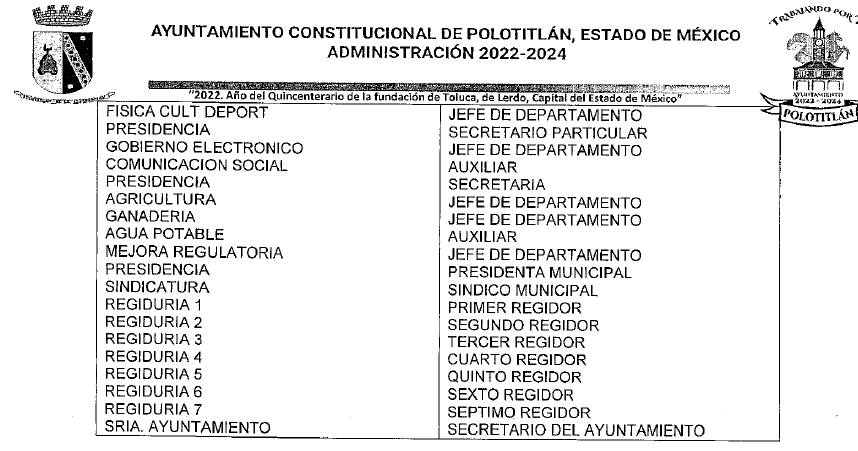 AYUNTAMIENTO CONSTITUCIONAL DE POLOTITLÁN, ESTADO DE MÉXICO
ADMINISTRACIÓN 2022-2024
TRABAJANDO POR
"2022. Año del Quincentenario de la fundación de Toluca, de Lerdo, Capital del Estado de México"
AYUNTAMIENTO
2022 - 2024
POLOTITLÁN
FISICA CULT DEPORT JEFE DE DEPARTAMENTO
PRESIDENCIA SECRETARIO PARTICULAR
GOBIERNO ELECTRONICO JEFE DE DEPARTAMENTO
COMUNICACION SOCIAL AUXILIAR
PRESIDENCIA SECRETARIA
AGRICULTURA JEFE DE DEPARTAMENTO
GANADERIA JEFE DE DEPARTAMENTO
AGUA POTABLE AUXILIAR
MEJORA REGULATORIA JEFE DE DEPARTAMENTO
PRESIDENCIA PRESIDENTA MUNICIPAL
SINDICATURA SINDICO MUNICIPAL
REGIDURIA 1 PRIMER REGIDOR
REGIDURIA 2 SEGUNDO REGIDOR
REGIDURIA 3 TERCER REGIDOR
REGIDURIA 4 CUARTO REGIDOR
REGIDURIA 5 QUINTO REGIDOR
REGIDURIA 6 SEXTO REGIDOR
REGIDURIA 7 SEPTIMO REGIDOR
SRIA. AYUNTAMIENTO SECRETARIO DEL AYUNTAMIENTO